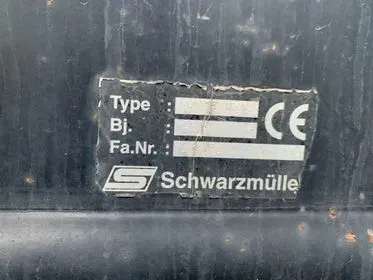 Type :
Bj. :
Fa.Nr. :
CE
Schwarzmülle